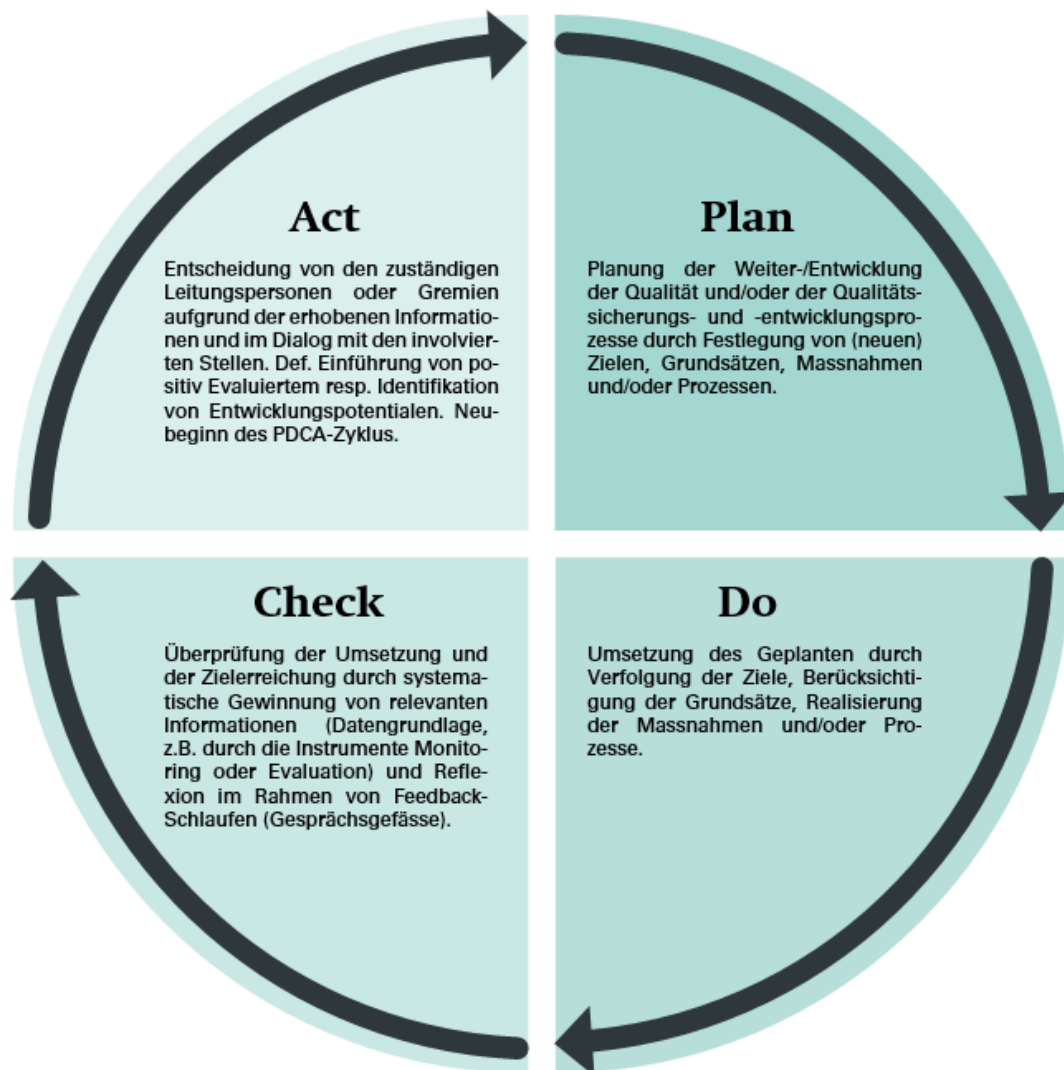 Act
Entscheidung von den zuständigen
Leitungspersonen oder Gremien
aufgrund der erhobenen Informatio-
nen und im Dialog mit den involvier-
ten Stellen. Def. Einführung von po-
sitiv Evaluiertem resp. Identifikation
von Entwicklungspotentialen. Neu-
beginn des PDCA-Zyklus.
Plan
Planung der Weiter-/Entwicklung
der Qualität und/oder der Qualitäts-
sicherungs- und -entwicklungspro-
zesse durch Festlegung von (neuen)
Zielen, Grundsätzen, Massnahmen
und/oder Prozessen.
Check
Überprüfung der Umsetzung und
der Zielerreichung durch systema-
tische Gewinnung von relevanten
Informationen (Datengrundlage,
z.B. durch die Instrumente Monito-
ring oder Evaluation) und Refle-
xion im Rahmen von Feedback-
Schlaufen (Gesprächsgefässe).
Do
Umsetzung des Geplanten durch
Verfolgung der Ziele, Berücksichti-
gung der Grundsätze, Realisierung
der Massnahmen und/oder Pro-
zesse.